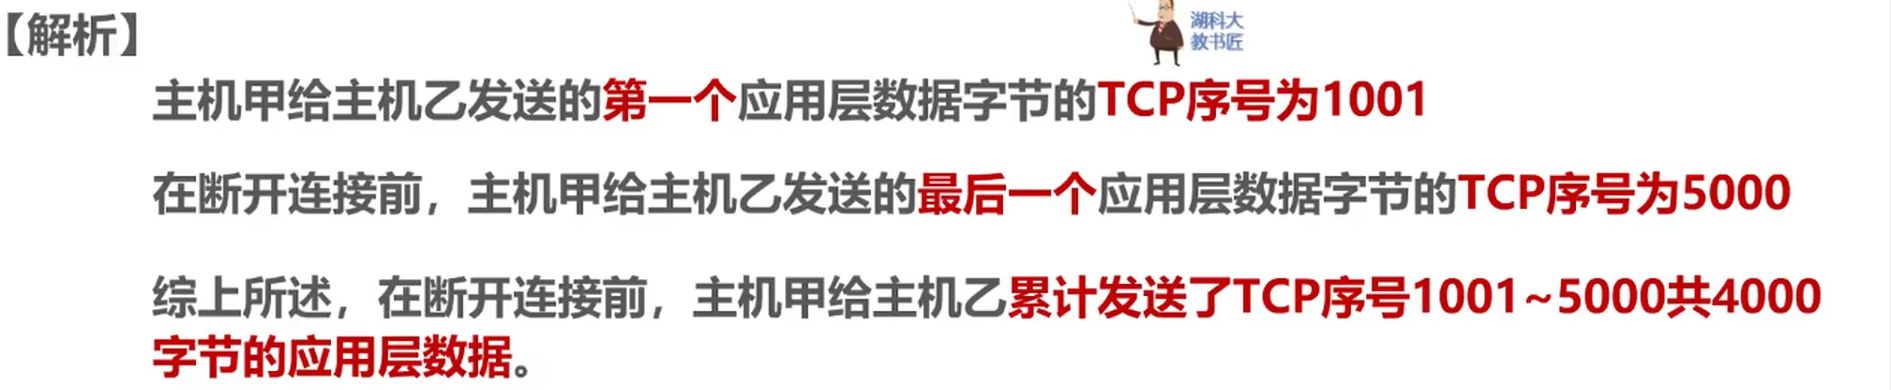 【解析】
湖科大
教书匠
主机甲给主机乙发送的第一个应用层数据字节的TCP序号为1001
在断开连接前，主机甲给主机乙发送的最后一个应用层数据字节的TCP序号为5000
综上所述，在断开连接前，主机甲给主机乙累计发送了TCP序号1001~5000共4000
字节的应用层数据。